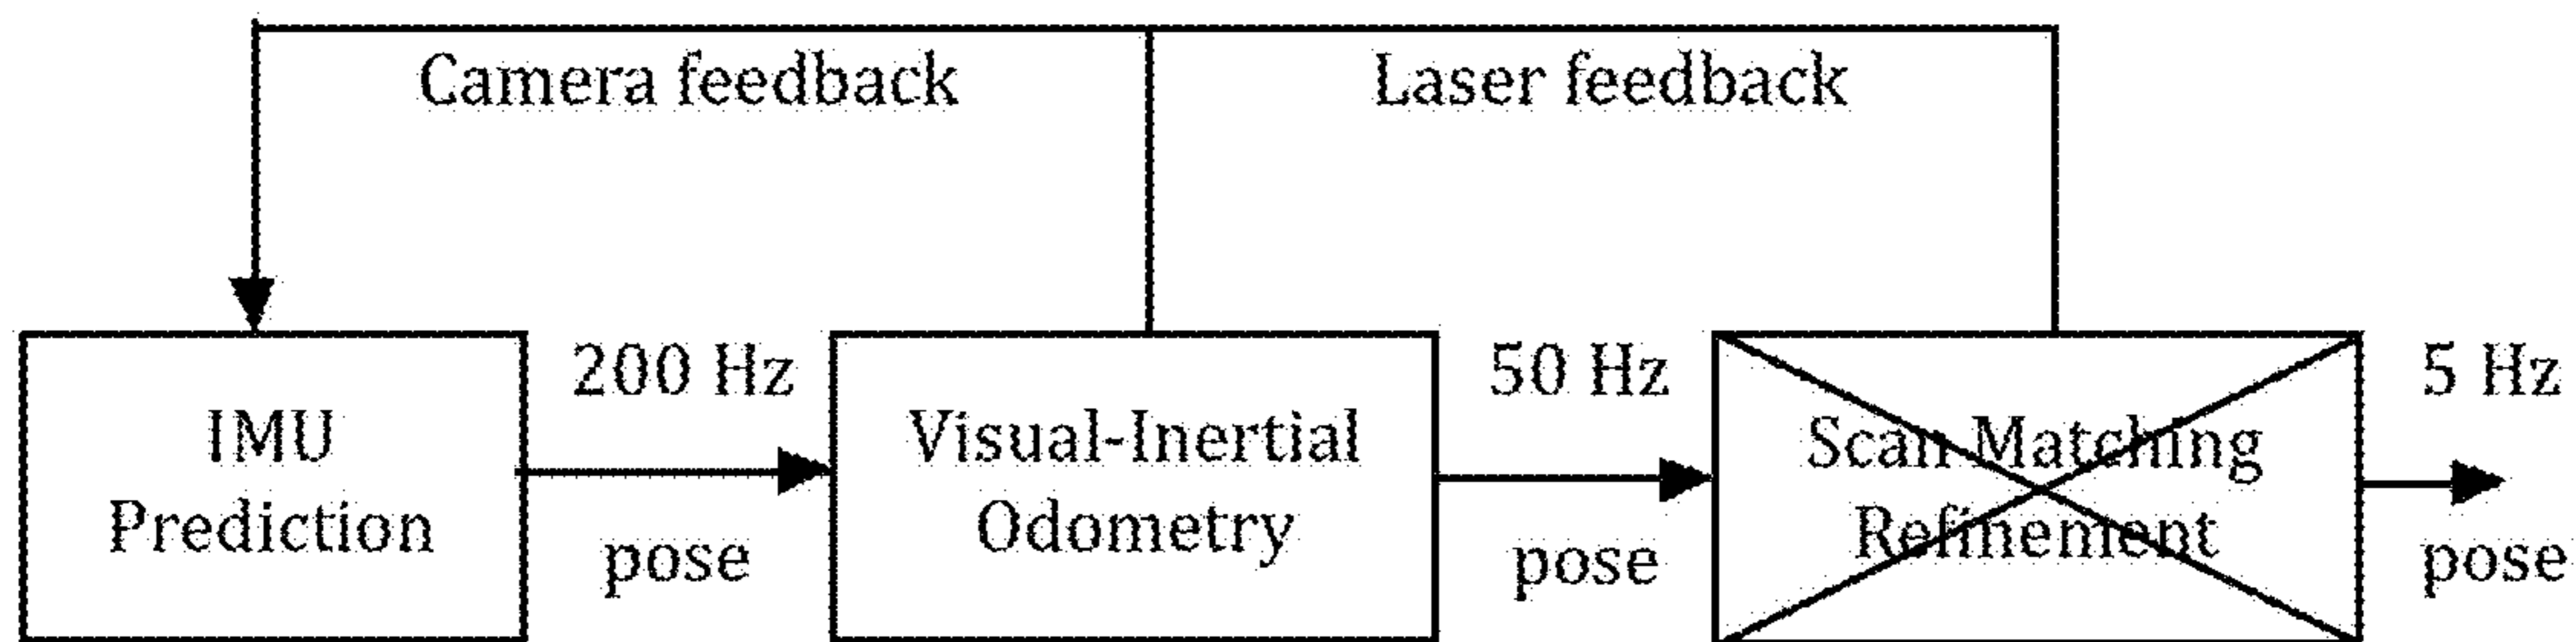 Camera feedback
Laser feedback
IMU
Prediction
200 Hz
pose
Visual-Inertial
Odometry
50 Hz
pose
Scan Matching
Refinement
5 Hz
pose